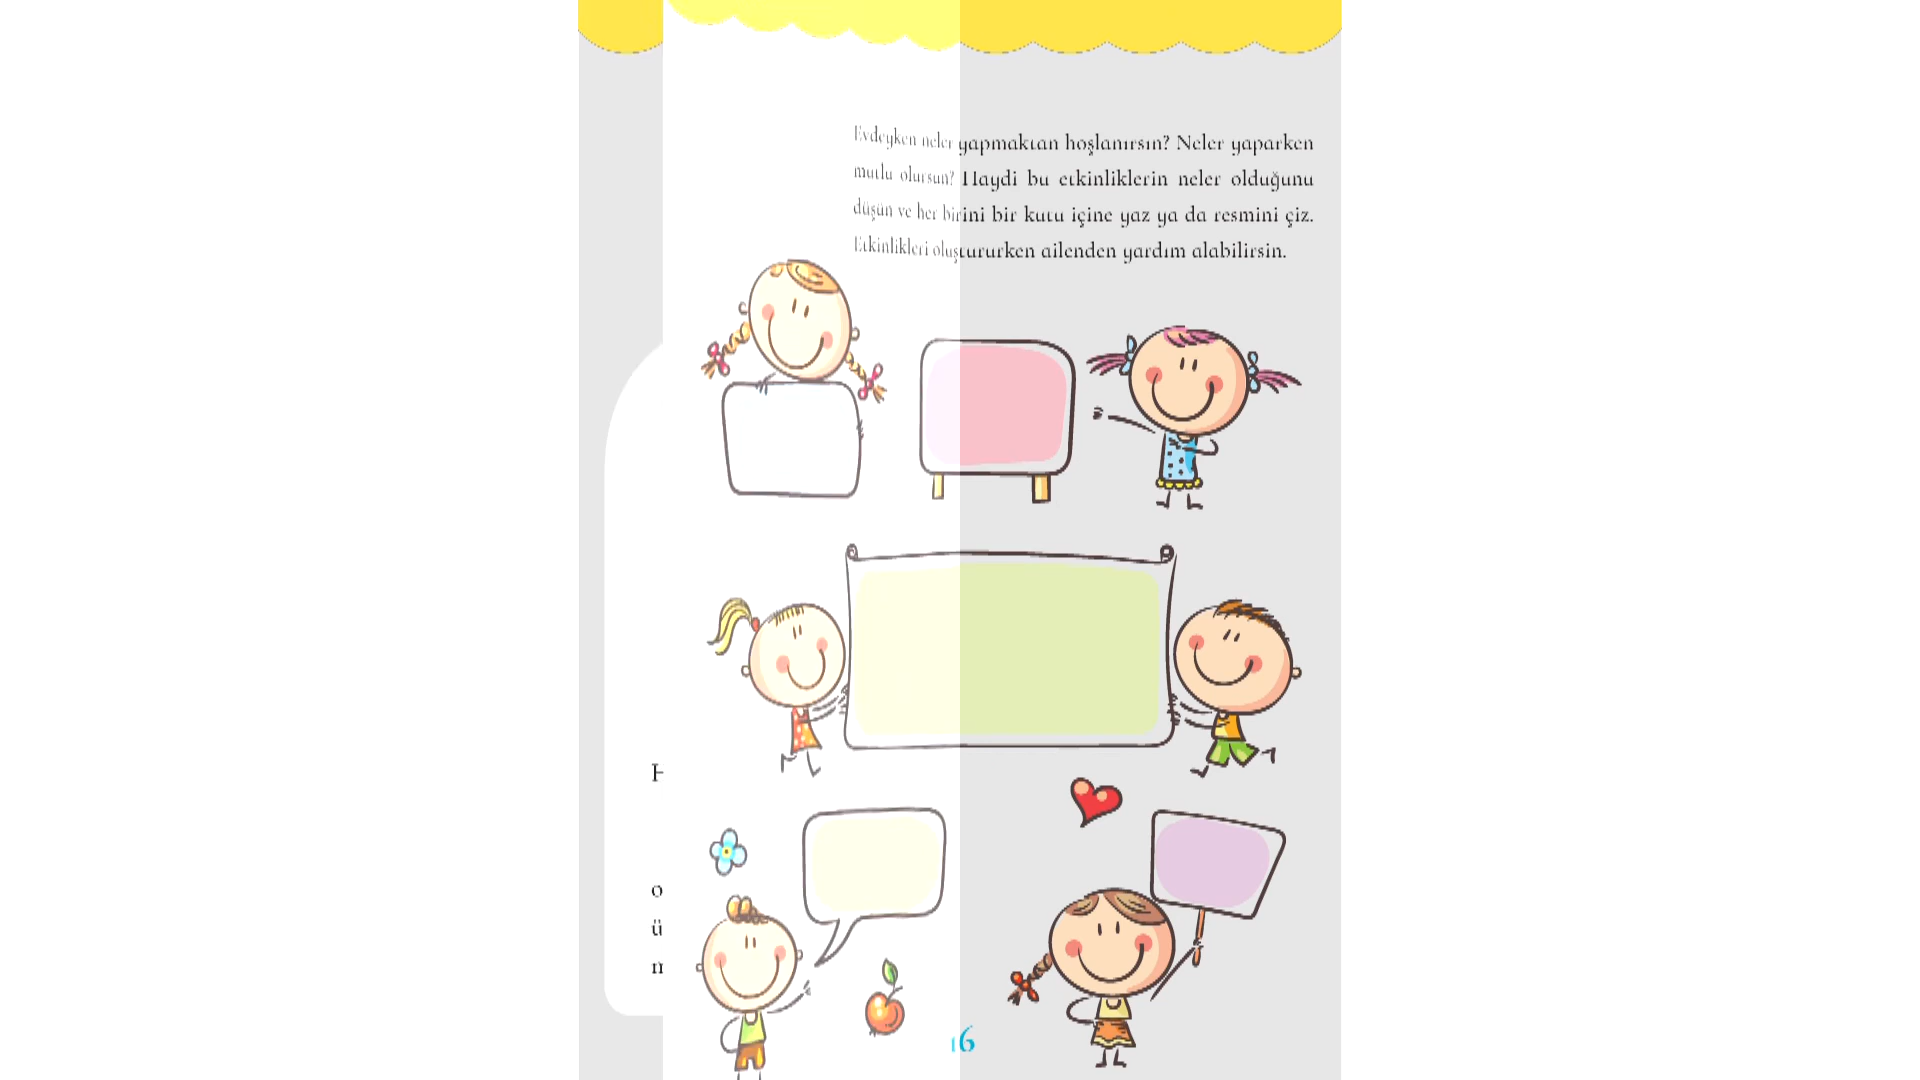 Evdeyken neler yapmaktan hoşlanırsın? Neler yaparken
mutlu olursun? Haydi bu etkinliklerin neler olduğunu
düşün ve her birini bir kutu içine yaz ya da resmini çiz.
Etkinlikleri oluştururken ailenden yardım alabilirsin.
H
o
ü
n
16